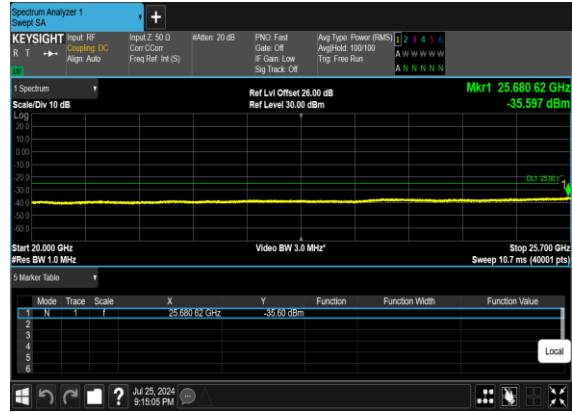 Spectrum Analyzer 1
Swept SA
+
KEYSIGHT Input: RF Input Z: 50 Ω #Atten: 20 dB PNO: Fast Avg Type: Power (RMS) 1 2 3 4 5 6
R T Coupling: DC Corr CCorr Gate: Off Avg|Hold: 100/100 A W W W W W
Align: Auto Freq Ref: Int (S) IF Gain: Low Trig: Free Run
Sig Track: Off A N N N N N
1 Spectrum Ref Lvl Offset 26.00 dB Mkr1 25.680 62 GHz
Scale/Div 10 dB Ref Level 30.00 dBm -35.597 dBm
Log
20.0
10.0
0.00
-10.0
-20.0
DL1 -25.00
1
-30.0
-40.0
-50.0
-60.0
Start 20.000 GHz Video BW 3.0 MHz* Stop 25.700 GHz
#Res BW 1.0 MHz Sweep 10.7 ms (40001 pts)
5 Marker Table
Mode Trace Scale X Y Function Function Width Function Value
1 N 1 f 25.680 62 GHz -35.60 dBm
2
3
4
5
6
Local
? Jul 25, 2024
9:15:05 PM